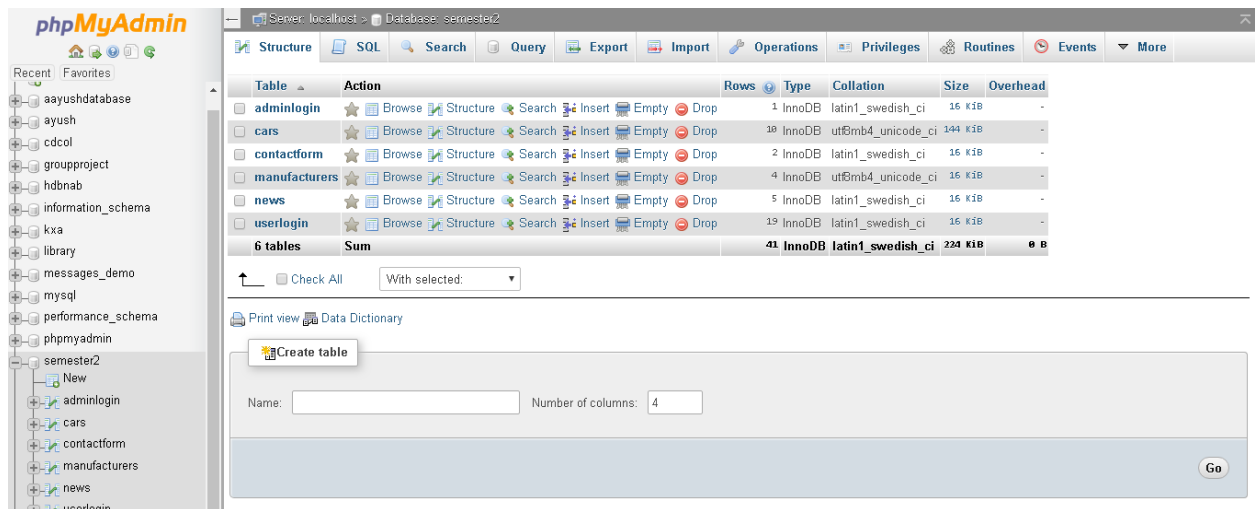 phpMyAdmin
Recent Favorites
aayushdatabase
ayush
cdcol
groupproject
hdbnab
information_schema
kxa
library
messages_demo
mysql
performance_schema
phpmyadmin
semester2
New
adminlogin
cars
contactform
manufacturers
news
userlogin
Server: localhost » Database: semester2
Structure SQL Search Query Export Import Operations Privileges Routines Events More
Table Action Rows Type Collation Size Overhead
adminlogin Browse Structure Search Insert Empty Drop 1 InnoDB latin1_swedish_ci 16 KiB -
cars Browse Structure Search Insert Empty Drop 10 InnoDB utf8mb4_unicode_ci 144 KiB -
contactform Browse Structure Search Insert Empty Drop 2 InnoDB latin1_swedish_ci 16 KiB -
manufacturers Browse Structure Search Insert Empty Drop 4 InnoDB utf8mb4_unicode_ci 16 KiB -
news Browse Structure Search Insert Empty Drop 5 InnoDB latin1_swedish_ci 16 KiB -
userlogin Browse Structure Search Insert Empty Drop 19 InnoDB latin1_swedish_ci 16 KiB -
6 tables Sum 41 InnoDB latin1_swedish_ci 224 KiB 0 B
Check All With selected:
Print view Data Dictionary
Create table
Name: Number of columns: 4
Go